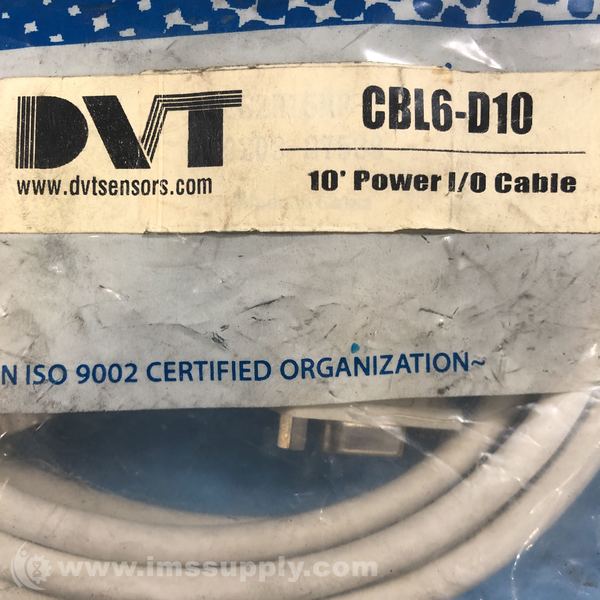 DVT
www.dvtsensors.com
CBL6-D10
10' Power I/O Cable
N ISO 9002 CERTIFIED ORGANIZATION~
www.imssupply.com